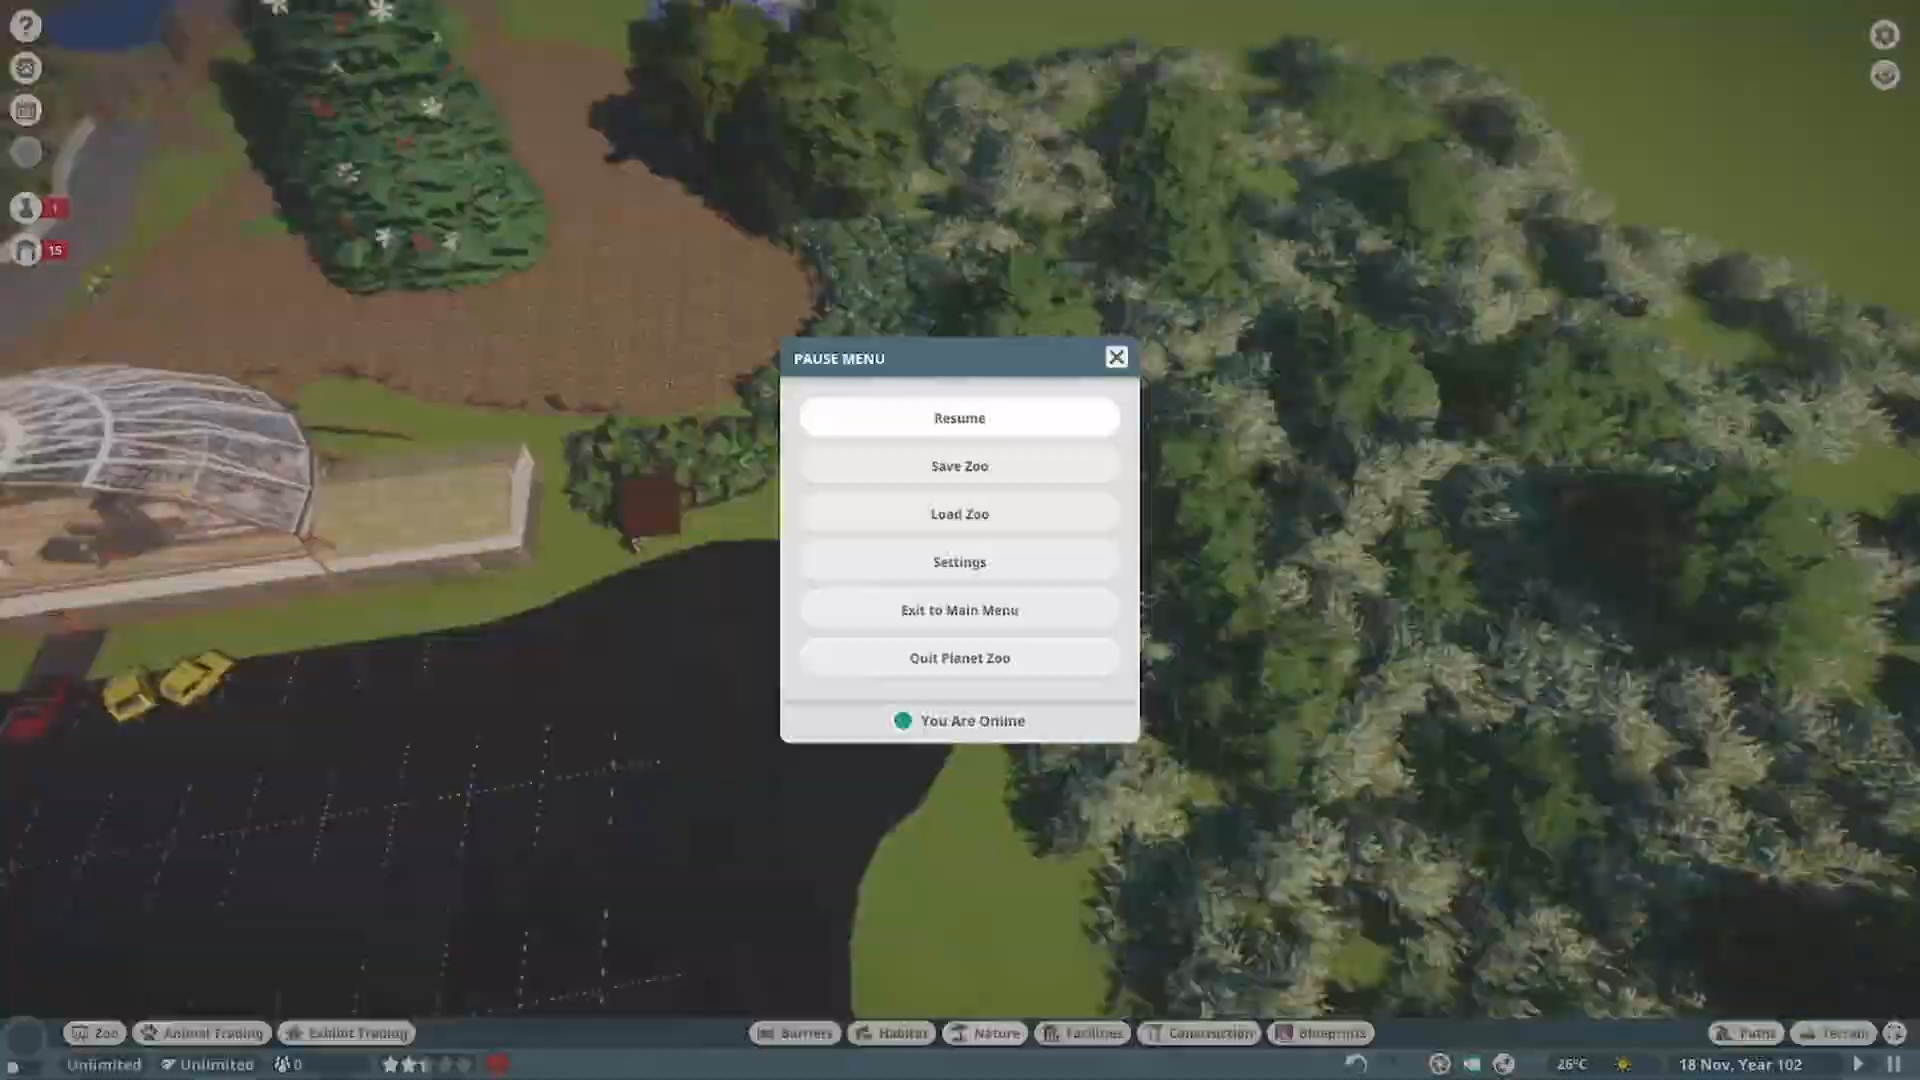 ?
1
15
PAUSE MENU
Resume
Save Zoo
Load Zoo
Settings
Exit to Main Menu
Quit Planet Zoo
You Are Online
Zoo
Animal Trading
Exhibit Trading
Barriers
Habitat
Nature
Facilities
Construction
Blueprints
Paths
Terrain
Unlimited
Unlimited
0
26°C
18 Nov, Year 102